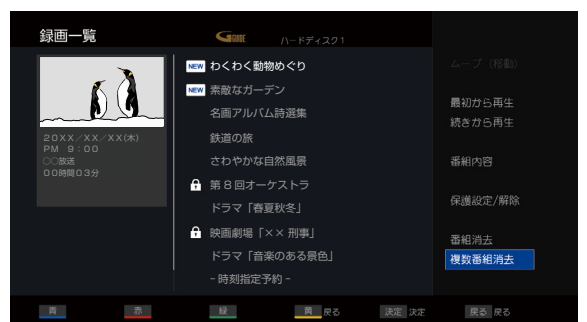 録画一覧
G GUIDE
ハードディスク1
20XX/XX/XX(木)
PM 9:00
○○放送
00時間03分
NEW わくわく動物めぐり
NEW 素敵なガーデン
名画アルバム詩選集
鉄道の旅
さわやかな自然風景
第8回オーケストラ
ドラマ「春夏秋冬」
映画劇場「×× 刑事」
ドラマ「音楽のある景色」
- 時刻指定予約 -
ムーブ（移動）
最初から再生
続きから再生
番組内容
保護設定/解除
番組消去
複数番組消去
青 赤 緑 黄 戻る 決定 決定 戻る 戻る